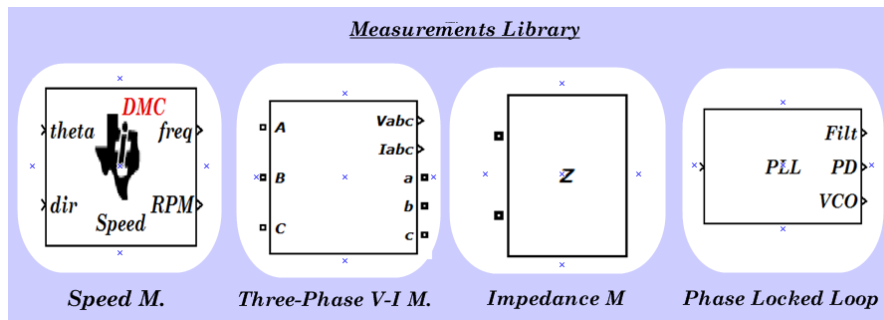 Measurements Library
DMC
theta
freq
dir
RPM
Speed
A
B
C
Vabc
Iabc
a
b
c
Z
PLL
Filt
PD
VCO
Speed M.
Three-Phase V-I M.
Impedance M
Phase Locked Loop